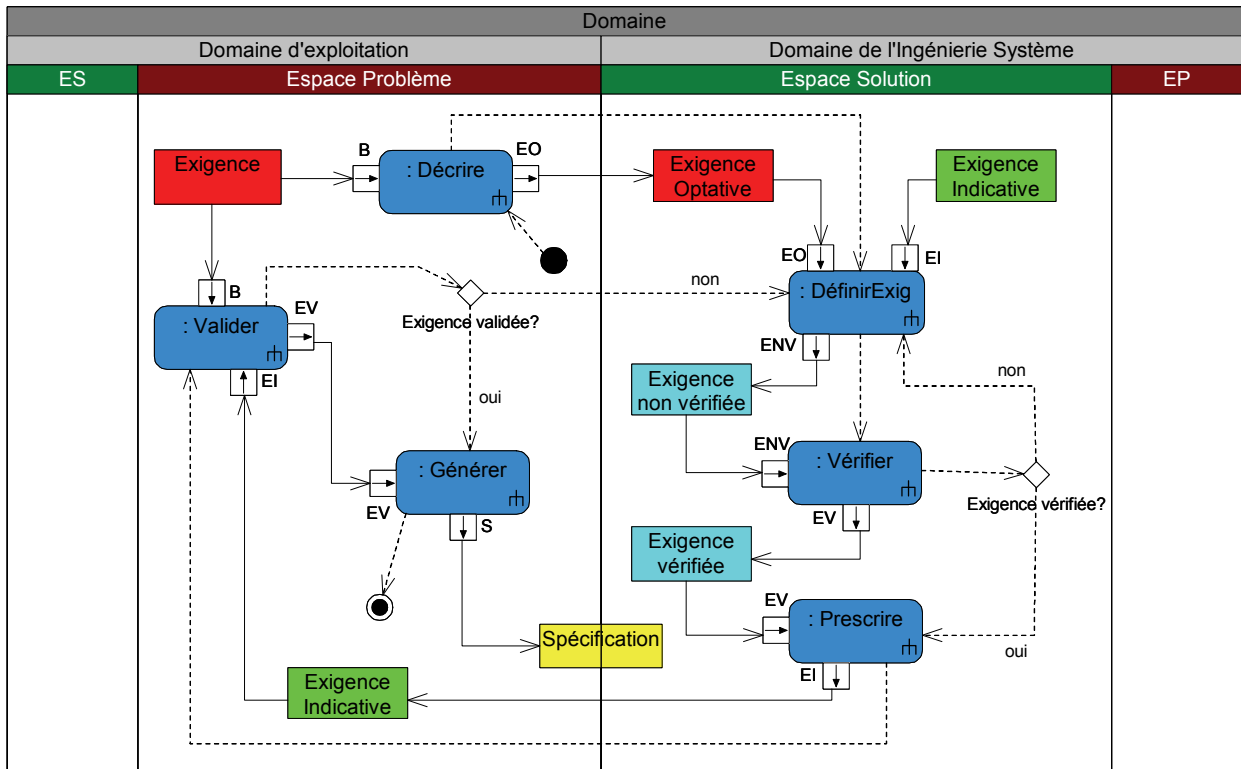 Domaine
Domaine d'exploitation
Domaine de l'Ingénierie Système
ES
Espace Problème
Espace Solution
EP
Exigence
B
: Décrire
EO
Exigence
Optative
Exigence
Indicative
EO
EI
: DéfinirExig
non
B
: Valider
EV
EI
Exigence validée?
oui
ENV
Exigence
non vérifiée
non
ENV
: Vérifier
EV
Exigence vérifiée?
: Générer
EV
S
Exigence
vérifiée
EV
: Prescrire
EI
oui
Spécification
Exigence
Indicative